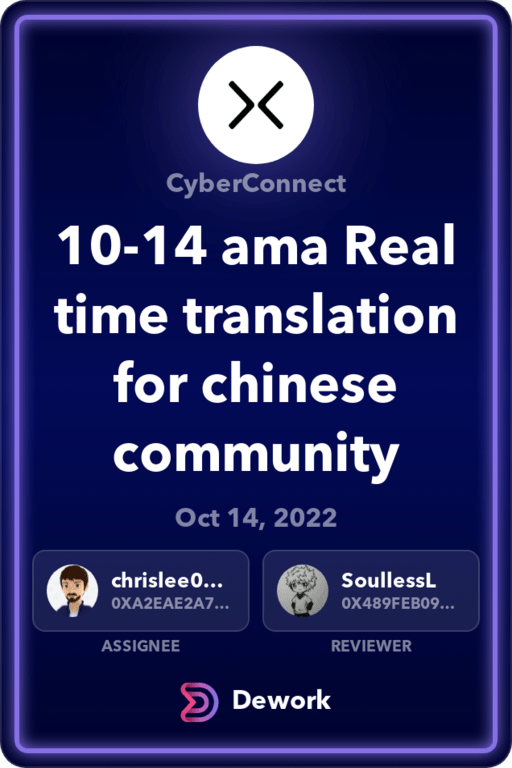 CyberConnect
10-14 ama Real
time translation
for chinese
community
Oct 14, 2022
chrislee0...
0XA2EAE2A7...
ASSIGNEE
SoullessL
0X489FEB09...
REVIEWER
Dework